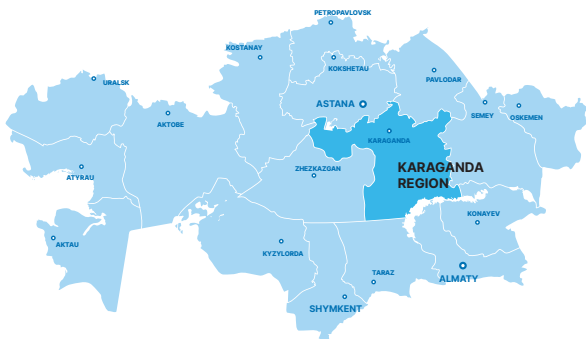 PETROPAVLOVSK
KOSTANAY
KOKSHETAU
PAVLODAR
URALSK
ASTANA
SEMEY
OSKEMEN
AKTOBE
KARAGANDA
ATYRAU
ZHEZKAZGAN
KARAGANDA
REGION
KONAYEV
AKTAU
KYZYLORDA
TARAZ
ALMATY
SHYMKENT